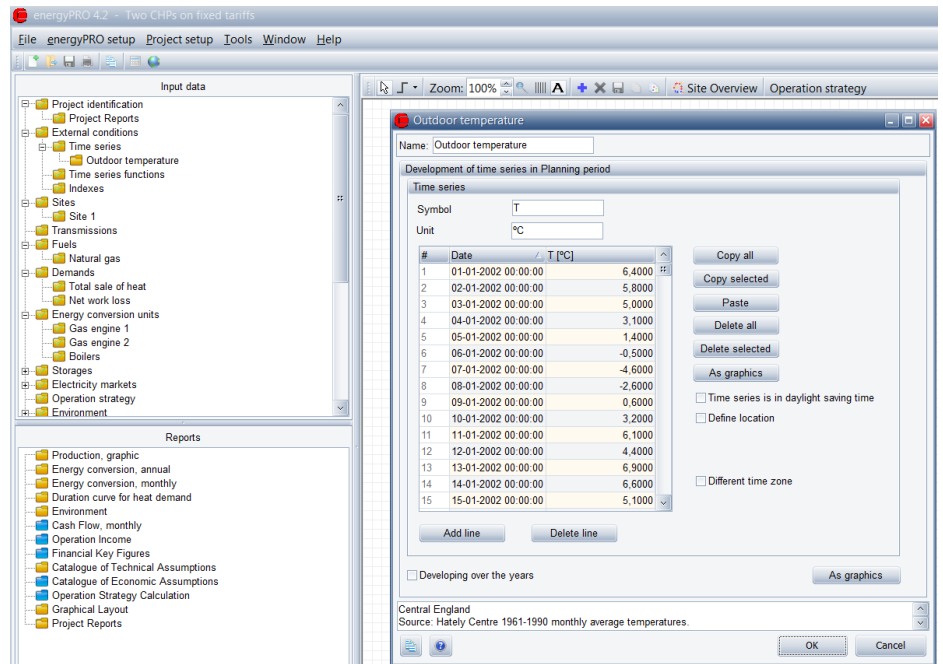 energyPRO 4.2 - Two CHPs on fixed tariffs
File energyPRO setup Project setup Tools Window Help
Input data
Project identification
Project Reports
External conditions
Time series
Outdoor temperature
Time series functions
Indexes
Sites
Site 1
Transmissions
Fuels
Natural gas
Demands
Total sale of heat
Net work loss
Energy conversion units
Gas engine 1
Gas engine 2
Boilers
Storages
Electricity markets
Operation strategy
Environment
Reports
Production, graphic
Energy conversion, annual
Energy conversion, monthly
Duration curve for heat demand
Environment
Cash Flow, monthly
Operation Income
Financial Key Figures
Catalogue of Technical Assumptions
Catalogue of Economic Assumptions
Operation Strategy Calculation
Graphical Layout
Project Reports
Zoom: 100% A Site Overview Operation strategy
Outdoor temperature
Name: Outdoor temperature
Development of time series in Planning period
Time series
Symbol T
Unit ºC
# Date T [ºC]
1 01-01-2002 00:00:00 6,4000
2 02-01-2002 00:00:00 5,8000
3 03-01-2002 00:00:00 5,0000
4 04-01-2002 00:00:00 3,1000
5 05-01-2002 00:00:00 1,4000
6 06-01-2002 00:00:00 -0,5000
7 07-01-2002 00:00:00 -4,6000
8 08-01-2002 00:00:00 -2,6000
9 09-01-2002 00:00:00 0,6000
10 10-01-2002 00:00:00 3,2000
11 11-01-2002 00:00:00 6,1000
12 12-01-2002 00:00:00 4,4000
13 13-01-2002 00:00:00 6,9000
14 14-01-2002 00:00:00 6,6000
15 15-01-2002 00:00:00 5,1000
Copy all
Copy selected
Paste
Delete all
Delete selected
As graphics
Time series is in daylight saving time
Define location
Different time zone
Add line Delete line
Developing over the years As graphics
Central England
Source: Hately Centre 1961-1990 monthly average temperatures.
OK Cancel